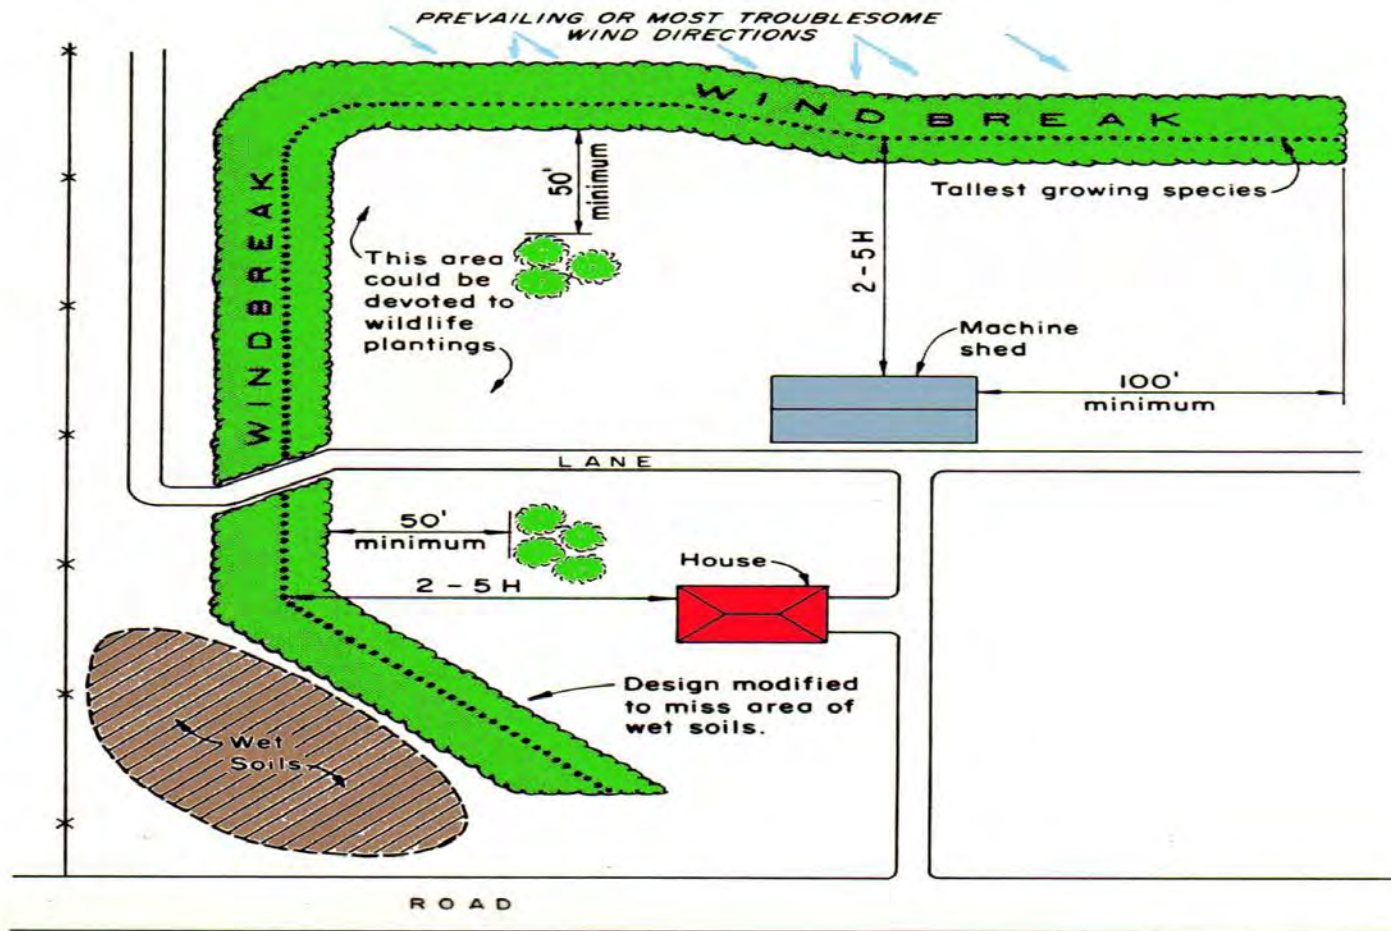 PREVAILING OR MOST TROUBLESOME
WIND DIRECTIONS
WINDBREAK
Tallest growing species
50'
minimum
WINDBREAK
This area
could be
devoted to
wildlife
plantings
2-5H
Machine
shed
100'
minimum
LANE
50'
minimum
House
2-5H
Design modified
to miss area of
wet soils.
Wet
Soils
ROAD